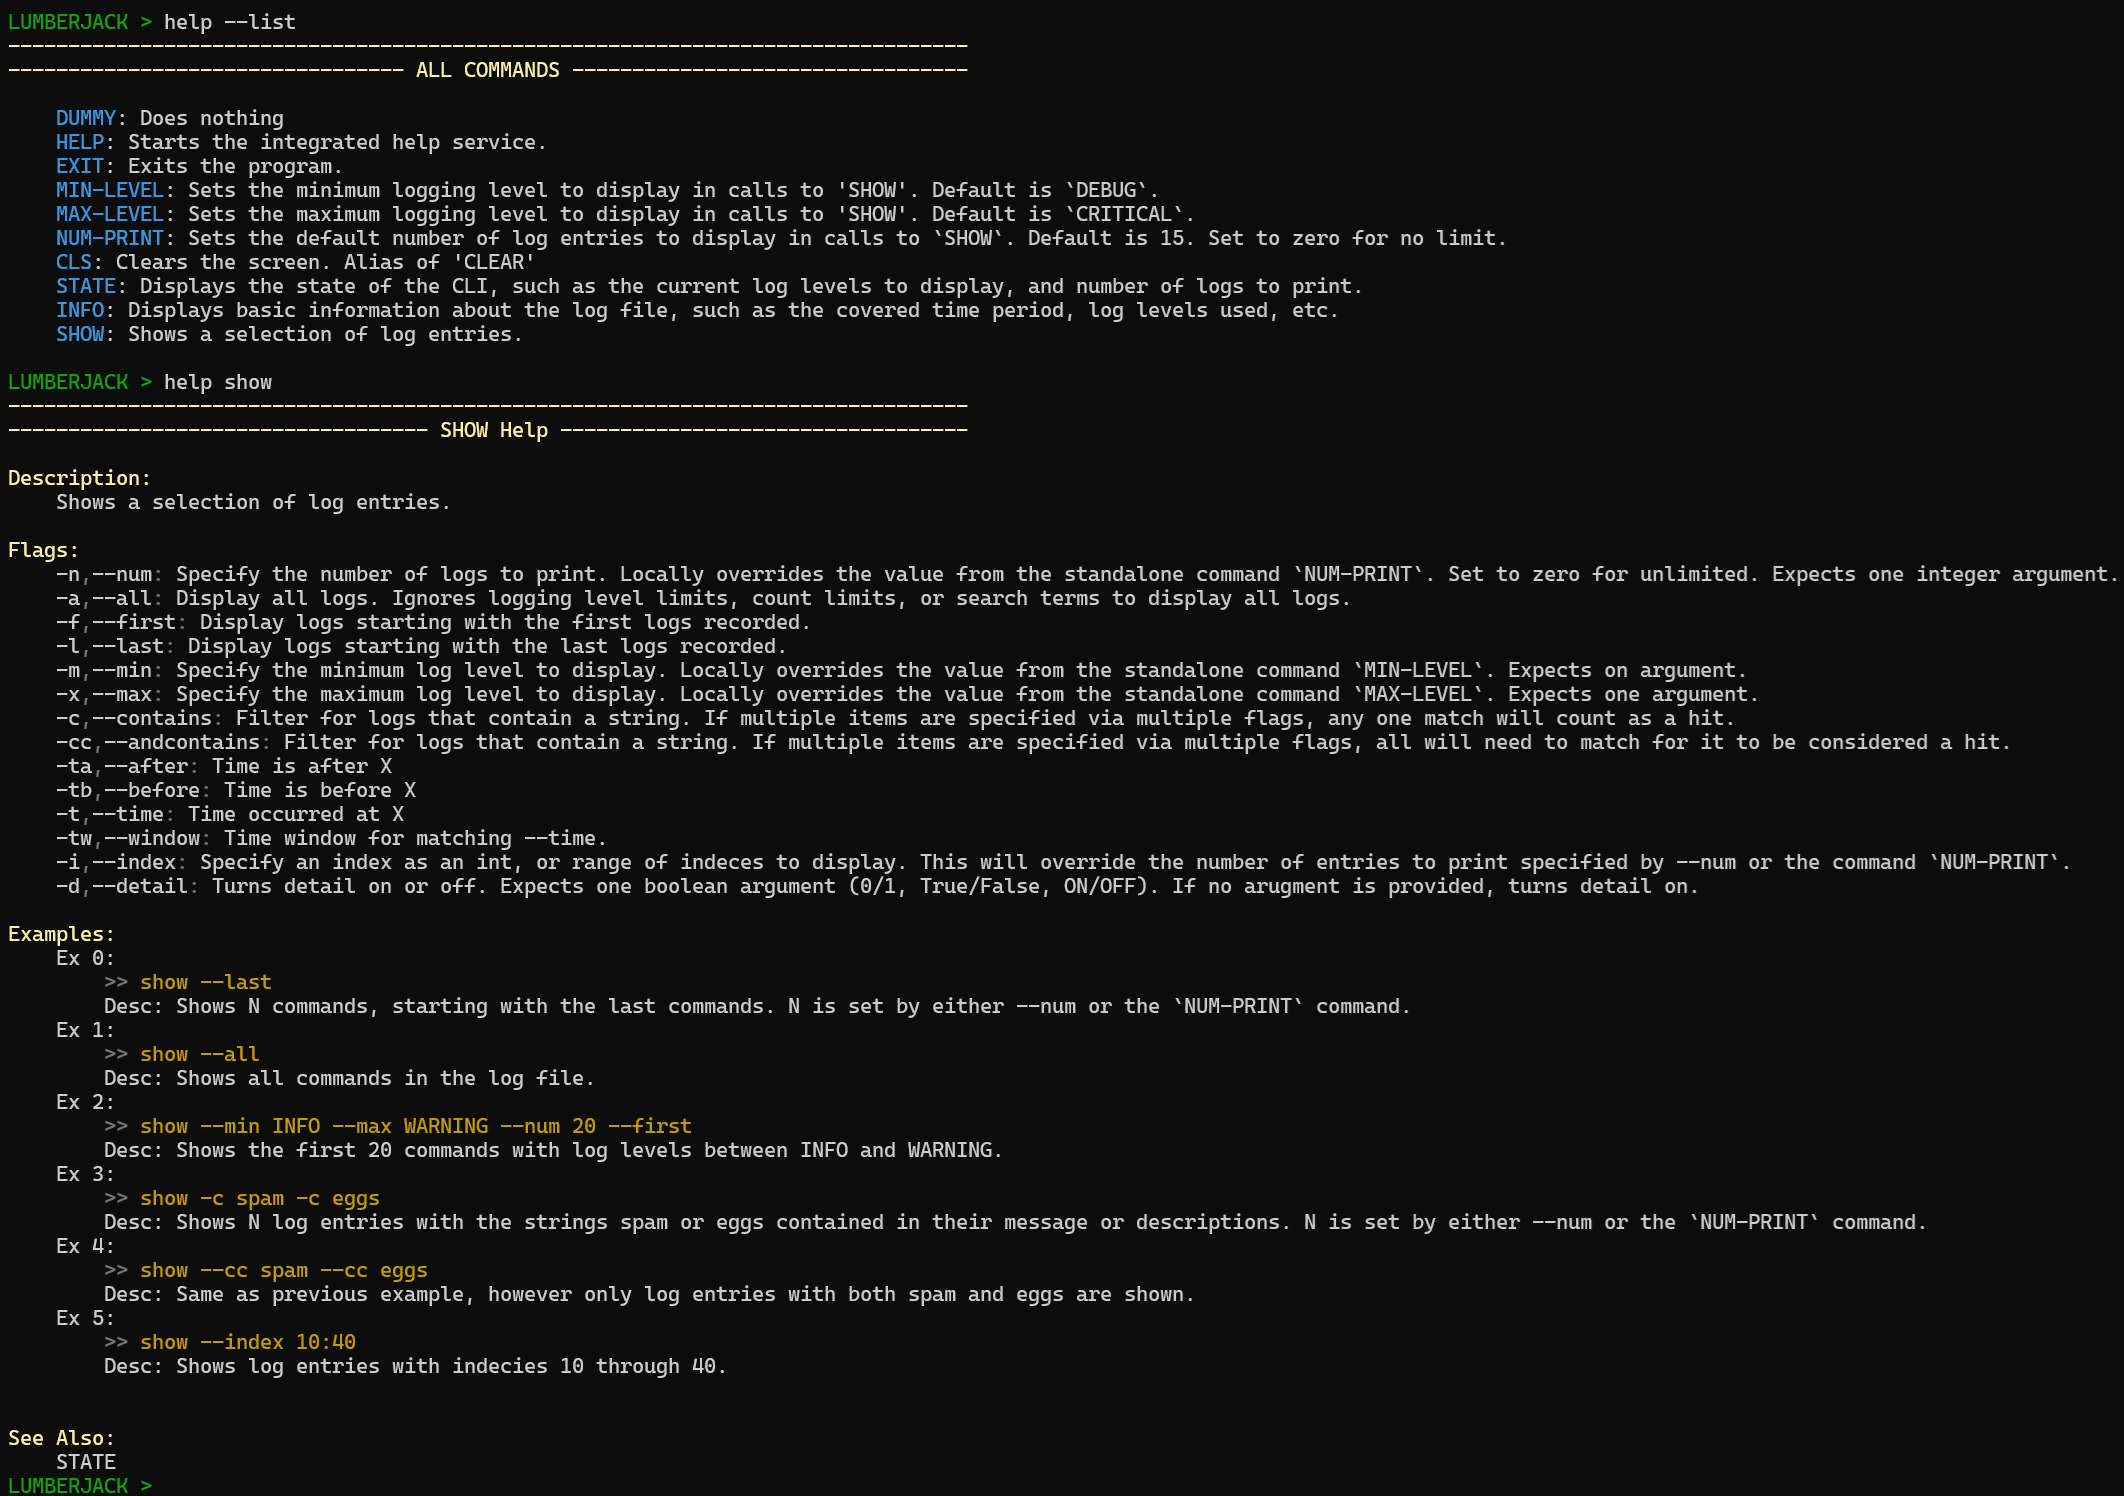 LUMBERJACK > help --list
--------------------------------------------------------------------------------
--------------------------------- ALL COMMANDS ---------------------------------
DUMMY: Does nothing
HELP: Starts the integrated help service.
EXIT: Exits the program.
MIN-LEVEL: Sets the minimum logging level to display in calls to 'SHOW'. Default is `DEBUG`.
MAX-LEVEL: Sets the maximum logging level to display in calls to 'SHOW'. Default is `CRITICAL`.
NUM-PRINT: Sets the default number of log entries to display in calls to `SHOW`. Default is 15. Set to zero for no limit.
CLS: Clears the screen. Alias of 'CLEAR'
STATE: Displays the state of the CLI, such as the current log levels to display, and number of logs to print.
INFO: Displays basic information about the log file, such as the covered time period, log levels used, etc.
SHOW: Shows a selection of log entries.
LUMBERJACK > help show
--------------------------------------------------------------------------------
----------------------------------- SHOW Help ----------------------------------
Description:
Shows a selection of log entries.
Flags:
-n,--num: Specify the number of logs to print. Locally overrides the value from the standalone command `NUM-PRINT`. Set to zero for unlimited. Expects one integer argument.
-a,--all: Display all logs. Ignores logging level limits, count limits, or search terms to display all logs.
-f,--first: Display logs starting with the first logs recorded.
-l,--last: Display logs starting with the last logs recorded.
-m,--min: Specify the minimum log level to display. Locally overrides the value from the standalone command `MIN-LEVEL`. Expects on argument.
-x,--max: Specify the maximum log level to display. Locally overrides the value from the standalone command `MAX-LEVEL`. Expects one argument.
-c,--contains: Filter for logs that contain a string. If multiple items are specified via multiple flags, any one match will count as a hit.
-cc,--andcontains: Filter for logs that contain a string. If multiple items are specified via multiple flags, all will need to match for it to be considered a hit.
-ta,--after: Time is after X
-tb,--before: Time is before X
-t,--time: Time occurred at X
-tw,--window: Time window for matching --time.
-i,--index: Specify an index as an int, or range of indeces to display. This will override the number of entries to print specified by --num or the command `NUM-PRINT`.
-d,--detail: Turns detail on or off. Expects one boolean argument (0/1, True/False, ON/OFF). If no arugment is provided, turns detail on.
Examples:
Ex 0:
>> show --last
Desc: Shows N commands, starting with the last commands. N is set by either --num or the `NUM-PRINT` command.
Ex 1:
>> show --all
Desc: Shows all commands in the log file.
Ex 2:
>> show --min INFO --max WARNING --num 20 --first
Desc: Shows the first 20 commands with log levels between INFO and WARNING.
Ex 3:
>> show -c spam -c eggs
Desc: Shows N log entries with the strings spam or eggs contained in their message or descriptions. N is set by either --num or the `NUM-PRINT` command.
Ex 4:
>> show --cc spam --cc eggs
Desc: Same as previous example, however only log entries with both spam and eggs are shown.
Ex 5:
>> show --index 10:40
Desc: Shows log entries with indecies 10 through 40.
See Also:
STATE
LUMBERJACK >